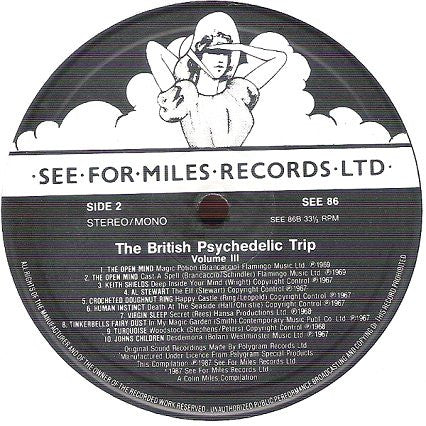 ·SEE·FOR·MILES·RECORDS·LTD·
SIDE 2
SEE 86
STEREO/MONO
SEE 86B 33⅓ RPM
The British Psychedelic Trip
Volume III
1. THE OPEN MIND Magic Potion (Brancaccio) Flamingo Music Ltd ℗1969
2. THE OPEN MIND Cast A Spell (Brancaccio/Schindler) Flamingo Music Ltd. ℗1969
3. KEITH SHIELDS Deep Inside Your Mind (Wright) Copyright Control ℗1967
4. AL STEWART The Elf (Stewart) Copyright Control ℗ 1967
5. CROCHETED DOUGHNUT RING Happy Castle (Ring/Leopold) Copyright Control ℗ 1967
6. HUMAN INSTINCT Death At The Seaside (Hall/Christie) Copyright Control ℗ 1967
7. VIRGIN SLEEP Secret (Rees) Hansa Productions Ltd. ℗ 1968
8. TINKERBELLS FAIRY DUST In My Magic Garden (Smith) Contemporary Music Publ. Co. Ltd. ℗ 1967
9. TURQUOISE Woodstock (Stephens/Peters) Copyright Control ℗ 1968
10. JOHNS CHILDREN Desdemona (Bolan) Westminster Music Ltd. ℗ 1967
Original Sound Recordings Made By Polygram Records Ltd
Manufactured Under Licence From Polygram Special Products
This Compilation ℗ 1987 See For Miles Records Ltd.
©1987 See For Miles Records Ltd.
A Colin Miles Compilation
ALL RIGHTS OF THE MANUFACTURER AND OF THE OWNER OF THE RECORDED WORK RESERVED - UNAUTHORIZED PUBLIC PERFORMANCE BROADCASTING AND COPYING OF THIS RECORD PROHIBITED